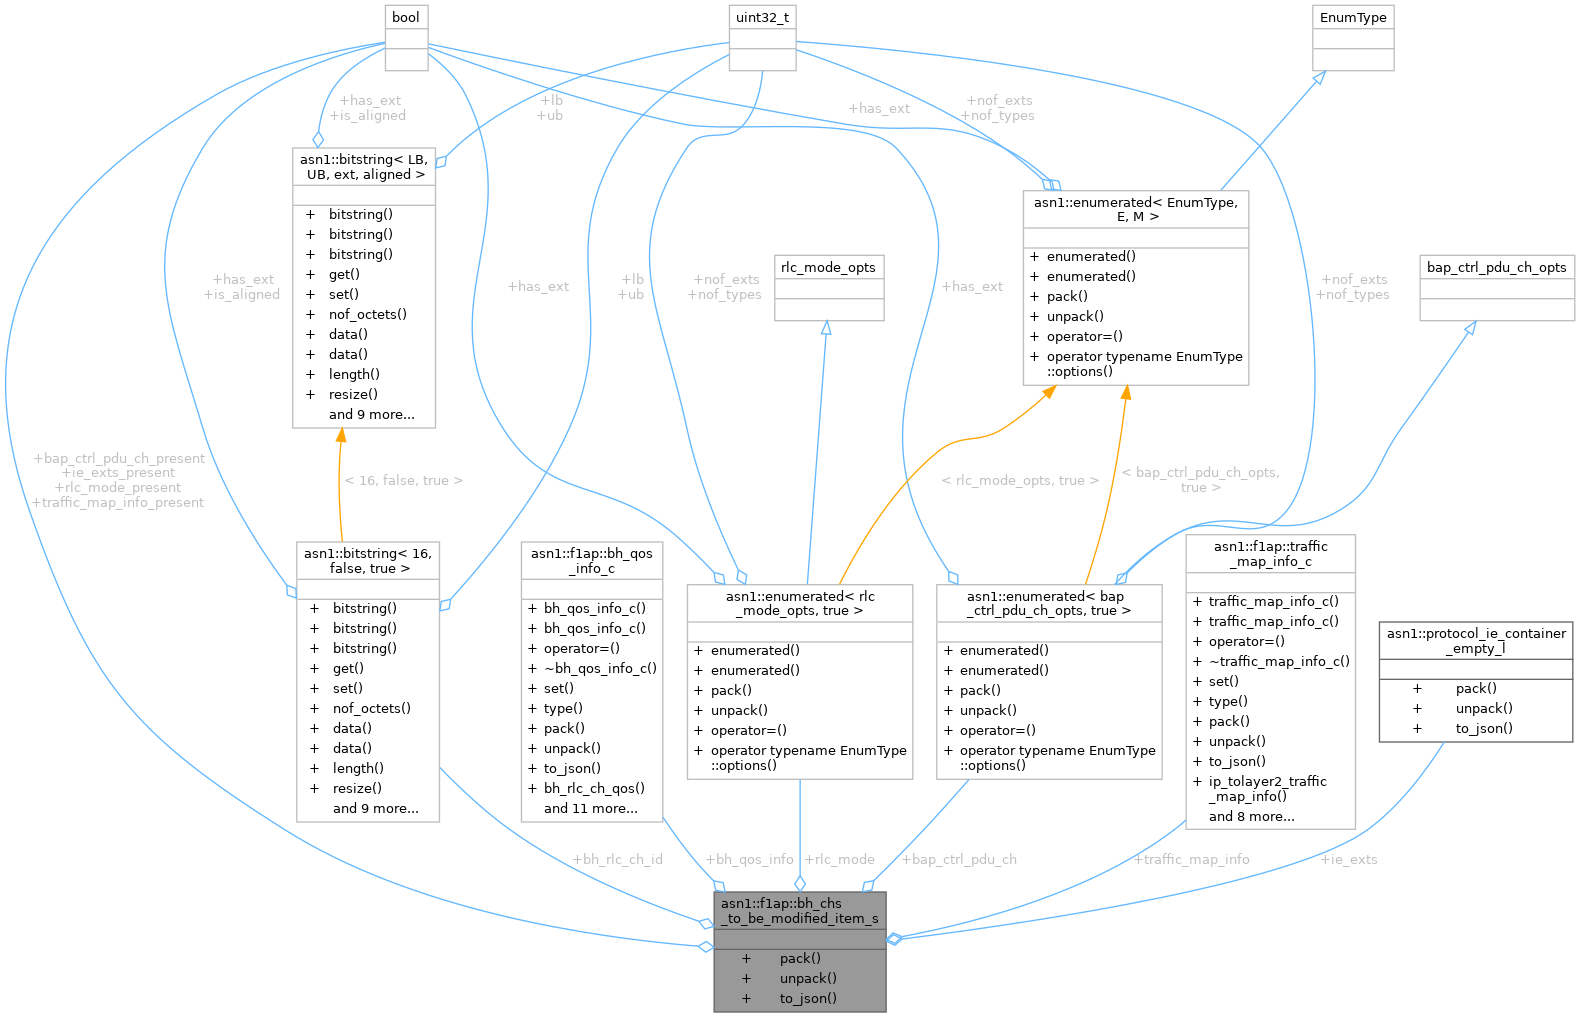 bool
uint32_t
EnumType
+has_ext
+is_aligned
+lb
+ub
+has_ext
+nof_exts
+nof_types
asn1::bitstring< LB,
UB, ext, aligned >
+ bitstring()
+ bitstring()
+ bitstring()
+ get()
+ set()
+ nof_octets()
+ data()
+ data()
+ length()
+ resize()
and 9 more...
asn1::enumerated< EnumType,
E, M >
+ enumerated()
+ enumerated()
+ pack()
+ unpack()
+ operator=()
+ operator typename EnumType
::options()
rlc_mode_opts
bap_ctrl_pdu_ch_opts
+has_ext
+is_aligned
+has_ext
+lb
+ub
+nof_exts
+nof_types
+has_ext
+nof_exts
+nof_types
+bap_ctrl_pdu_ch_present
+ie_exts_present
+rlc_mode_present
+traffic_map_info_present
< 16, false, true >
< rlc_mode_opts, true >
< bap_ctrl_pdu_ch_opts,
true >
asn1::bitstring< 16,
false, true >
+ bitstring()
+ bitstring()
+ bitstring()
+ get()
+ set()
+ nof_octets()
+ data()
+ data()
+ length()
+ resize()
and 9 more...
asn1::f1ap::bh_qos
_info_c
+ bh_qos_info_c()
+ bh_qos_info_c()
+ operator=()
+ ~bh_qos_info_c()
+ set()
+ type()
+ pack()
+ unpack()
+ to_json()
+ bh_rlc_ch_qos()
and 11 more...
asn1::enumerated< rlc
_mode_opts, true >
+ enumerated()
+ enumerated()
+ pack()
+ unpack()
+ operator=()
+ operator typename EnumType
::options()
asn1::enumerated< bap
_ctrl_pdu_ch_opts, true >
+ enumerated()
+ enumerated()
+ pack()
+ unpack()
+ operator=()
+ operator typename EnumType
::options()
asn1::f1ap::traffic
_map_info_c
+ traffic_map_info_c()
+ traffic_map_info_c()
+ operator=()
+ ~traffic_map_info_c()
+ set()
+ type()
+ pack()
+ unpack()
+ to_json()
+ ip_tolayer2_traffic
_map_info()
and 8 more...
asn1::protocol_ie_container
_empty_l
+ pack()
+ unpack()
+ to_json()
+bh_rlc_ch_id
+bh_qos_info
+rlc_mode
+bap_ctrl_pdu_ch
+traffic_map_info
+ie_exts
asn1::f1ap::bh_chs
_to_be_modified_item_s
+ pack()
+ unpack()
+ to_json()